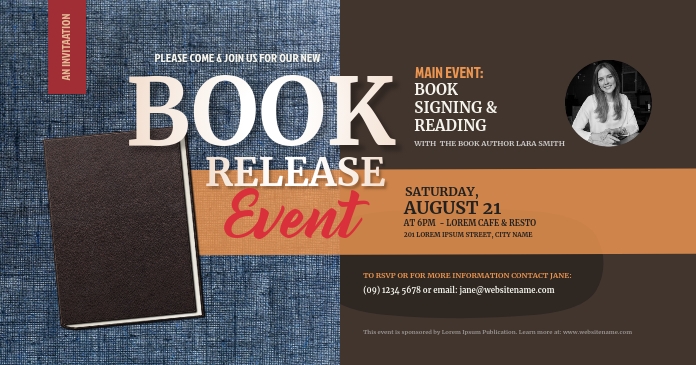 AN INVITAATION
PLEASE COME & JOIN US FOR OUR NEW
BOOK
RELEASE
Event
MAIN EVENT:
BOOK
SIGNING &
READING
WITH THE BOOK AUTHOR LARA SMITH
SATURDAY,
AUGUST 21
AT 6PM - LOREM CAFE & RESTO
201 LOREM IPSUM STREET, CITY NAME
TO RSVP OR FOR MORE INFORMATION CONTACT JANE:
(09) 1234 5678 or email: jane@websitename.com
This event is sponsored by Lorem Ipsum Publication. Learn more at: www.websitename.com